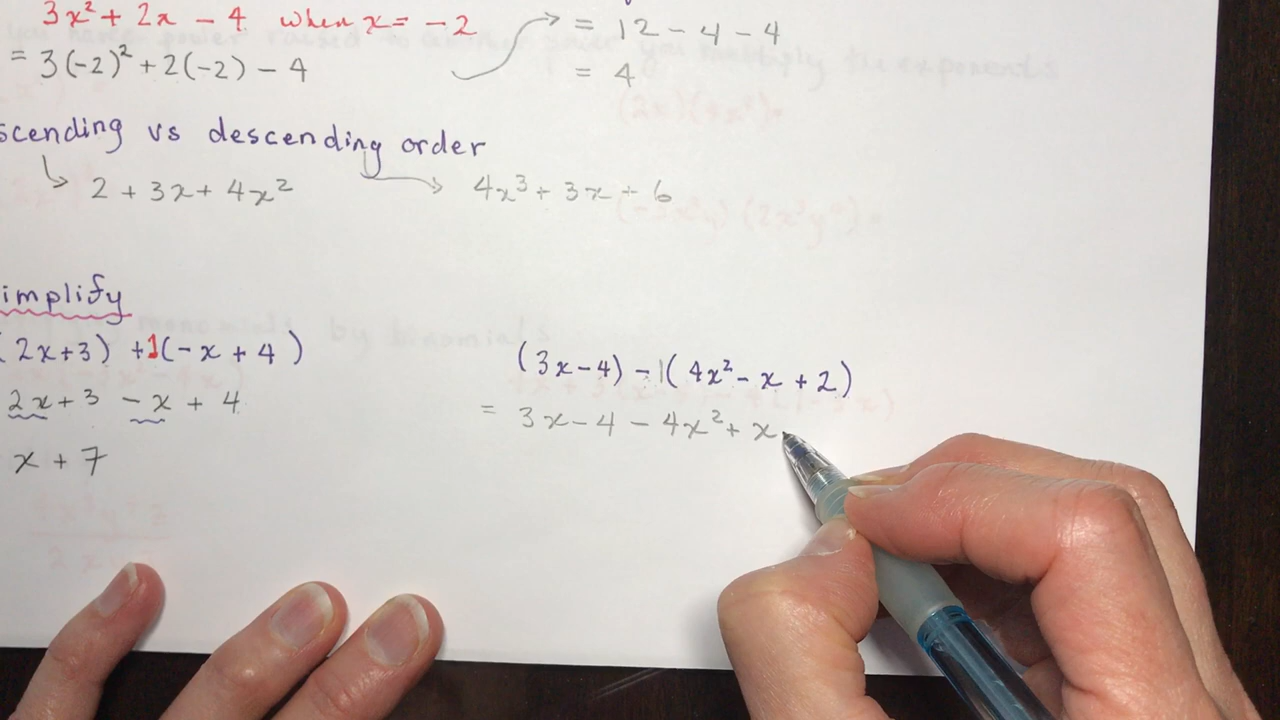 3x² + 2x - 4 when x = -2
= 3(-2)² + 2(-2) - 4
= 12 - 4 - 4
= 4
scending vs descending order
2 + 3x + 4x²
4x³ + 3x + 6
implify
(2x+3) +1(-x + 4)
2x + 3 - x + 4
x + 7
(3x-4) -1(4x² - x + 2)
= 3x - 4 - 4x² + x